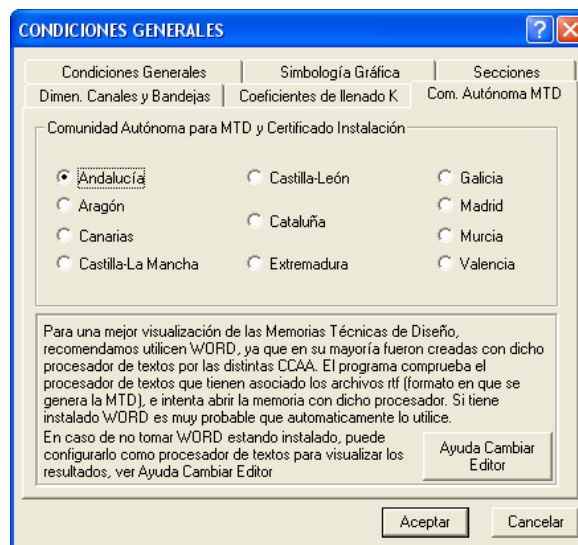 CONDICIONES GENERALES
Condiciones Generales
Simbología Gráfica
Secciones
Dimen. Canales y Bandejas
Coeficientes de llenado K
Com. Autónoma MTD
Comunidad Autónoma para MTD y Certificado Instalación
Andalucía
Aragón
Canarias
Castilla-La Mancha
Castilla-León
Cataluña
Extremadura
Galicia
Madrid
Murcia
Valencia
Para una mejor visualización de las Memorias Técnicas de Diseño,
recomendamos utilicen WORD, ya que en su mayoría fueron creadas con dicho
procesador de textos por las distintas CCAA. El programa comprueba el
procesador de textos que tienen asociado los archivos rtf (formato en que se
genera la MTD), e intenta abrir la memoria con dicho procesador. Si tiene
instalado WORD es muy probable que automaticamente lo utilice.
En caso de no tomar WORD estando instalado, puede
configurarlo como procesador de textos para visualizar los
resultados, ver Ayuda Cambiar Editor
Ayuda Cambiar
Editor
Aceptar
Cancelar